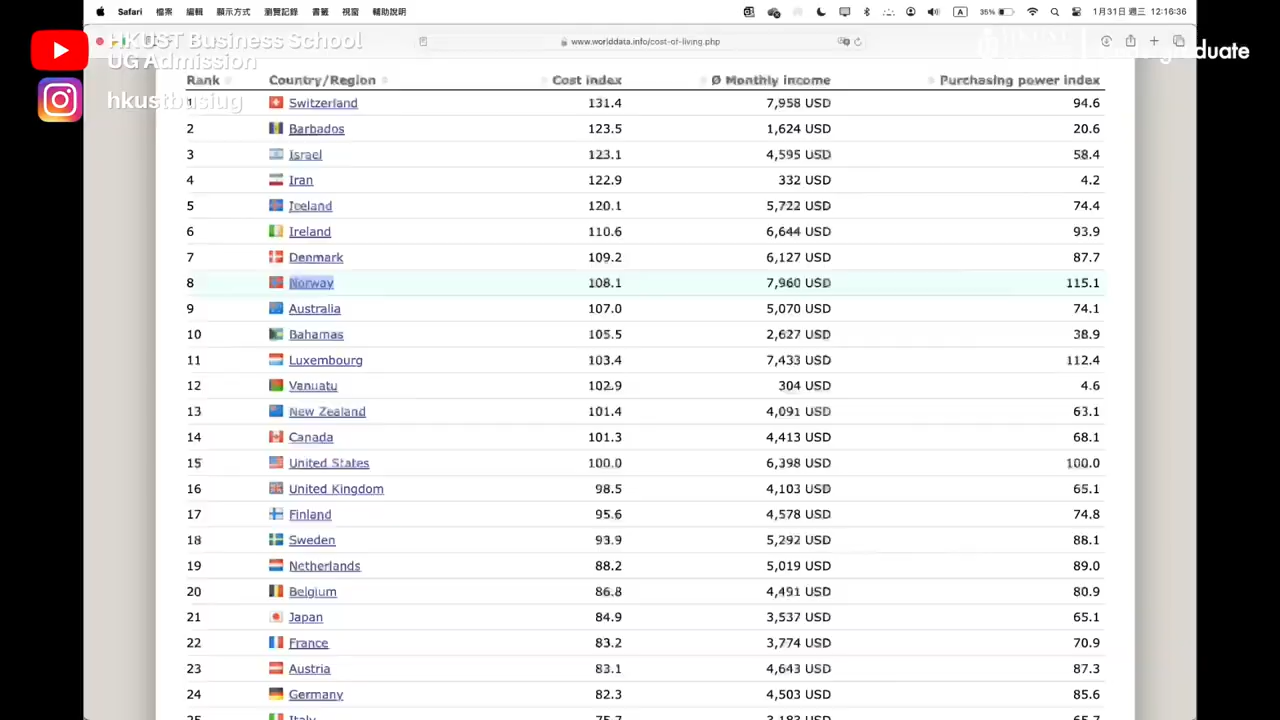 Safari 檔案 編輯 顯示方式 瀏覽記錄 書籤 視窗 輔助說明 A 35% 1月31日 週三 12:16:36
HKUST Business School
UG Admission
hkustbusiug
www.worlddata.info/cost-of-living.php
Rank Country/Region Cost index Ø Monthly income Purchasing power index
1 Switzerland 131.4 7,958 USD 94.6
2 Barbados 123.5 1,624 USD 20.6
3 Israel 123.1 4,595 USD 58.4
4 Iran 122.9 332 USD 4.2
5 Iceland 120.1 5,722 USD 74.4
6 Ireland 110.6 6,644 USD 93.9
7 Denmark 109.2 6,127 USD 87.7
8 Norway 108.1 7,960 USD 115.1
9 Australia 107.0 5,070 USD 74.1
10 Bahamas 105.5 2,627 USD 38.9
11 Luxembourg 103.4 7,433 USD 112.4
12 Vanuatu 102.9 304 USD 4.6
13 New Zealand 101.4 4,091 USD 63.1
14 Canada 101.3 4,413 USD 68.1
15 United States 100.0 6,398 USD 100.0
16 United Kingdom 98.5 4,103 USD 65.1
17 Finland 95.6 4,578 USD 74.8
18 Sweden 93.9 5,292 USD 88.1
19 Netherlands 88.2 5,019 USD 89.0
20 Belgium 86.8 4,491 USD 80.9
21 Japan 84.9 3,537 USD 65.1
22 France 83.2 3,774 USD 70.9
23 Austria 83.1 4,643 USD 87.3
24 Germany 82.3 4,503 USD 85.6
25 Italy 75.7 3,183 USD 65.7